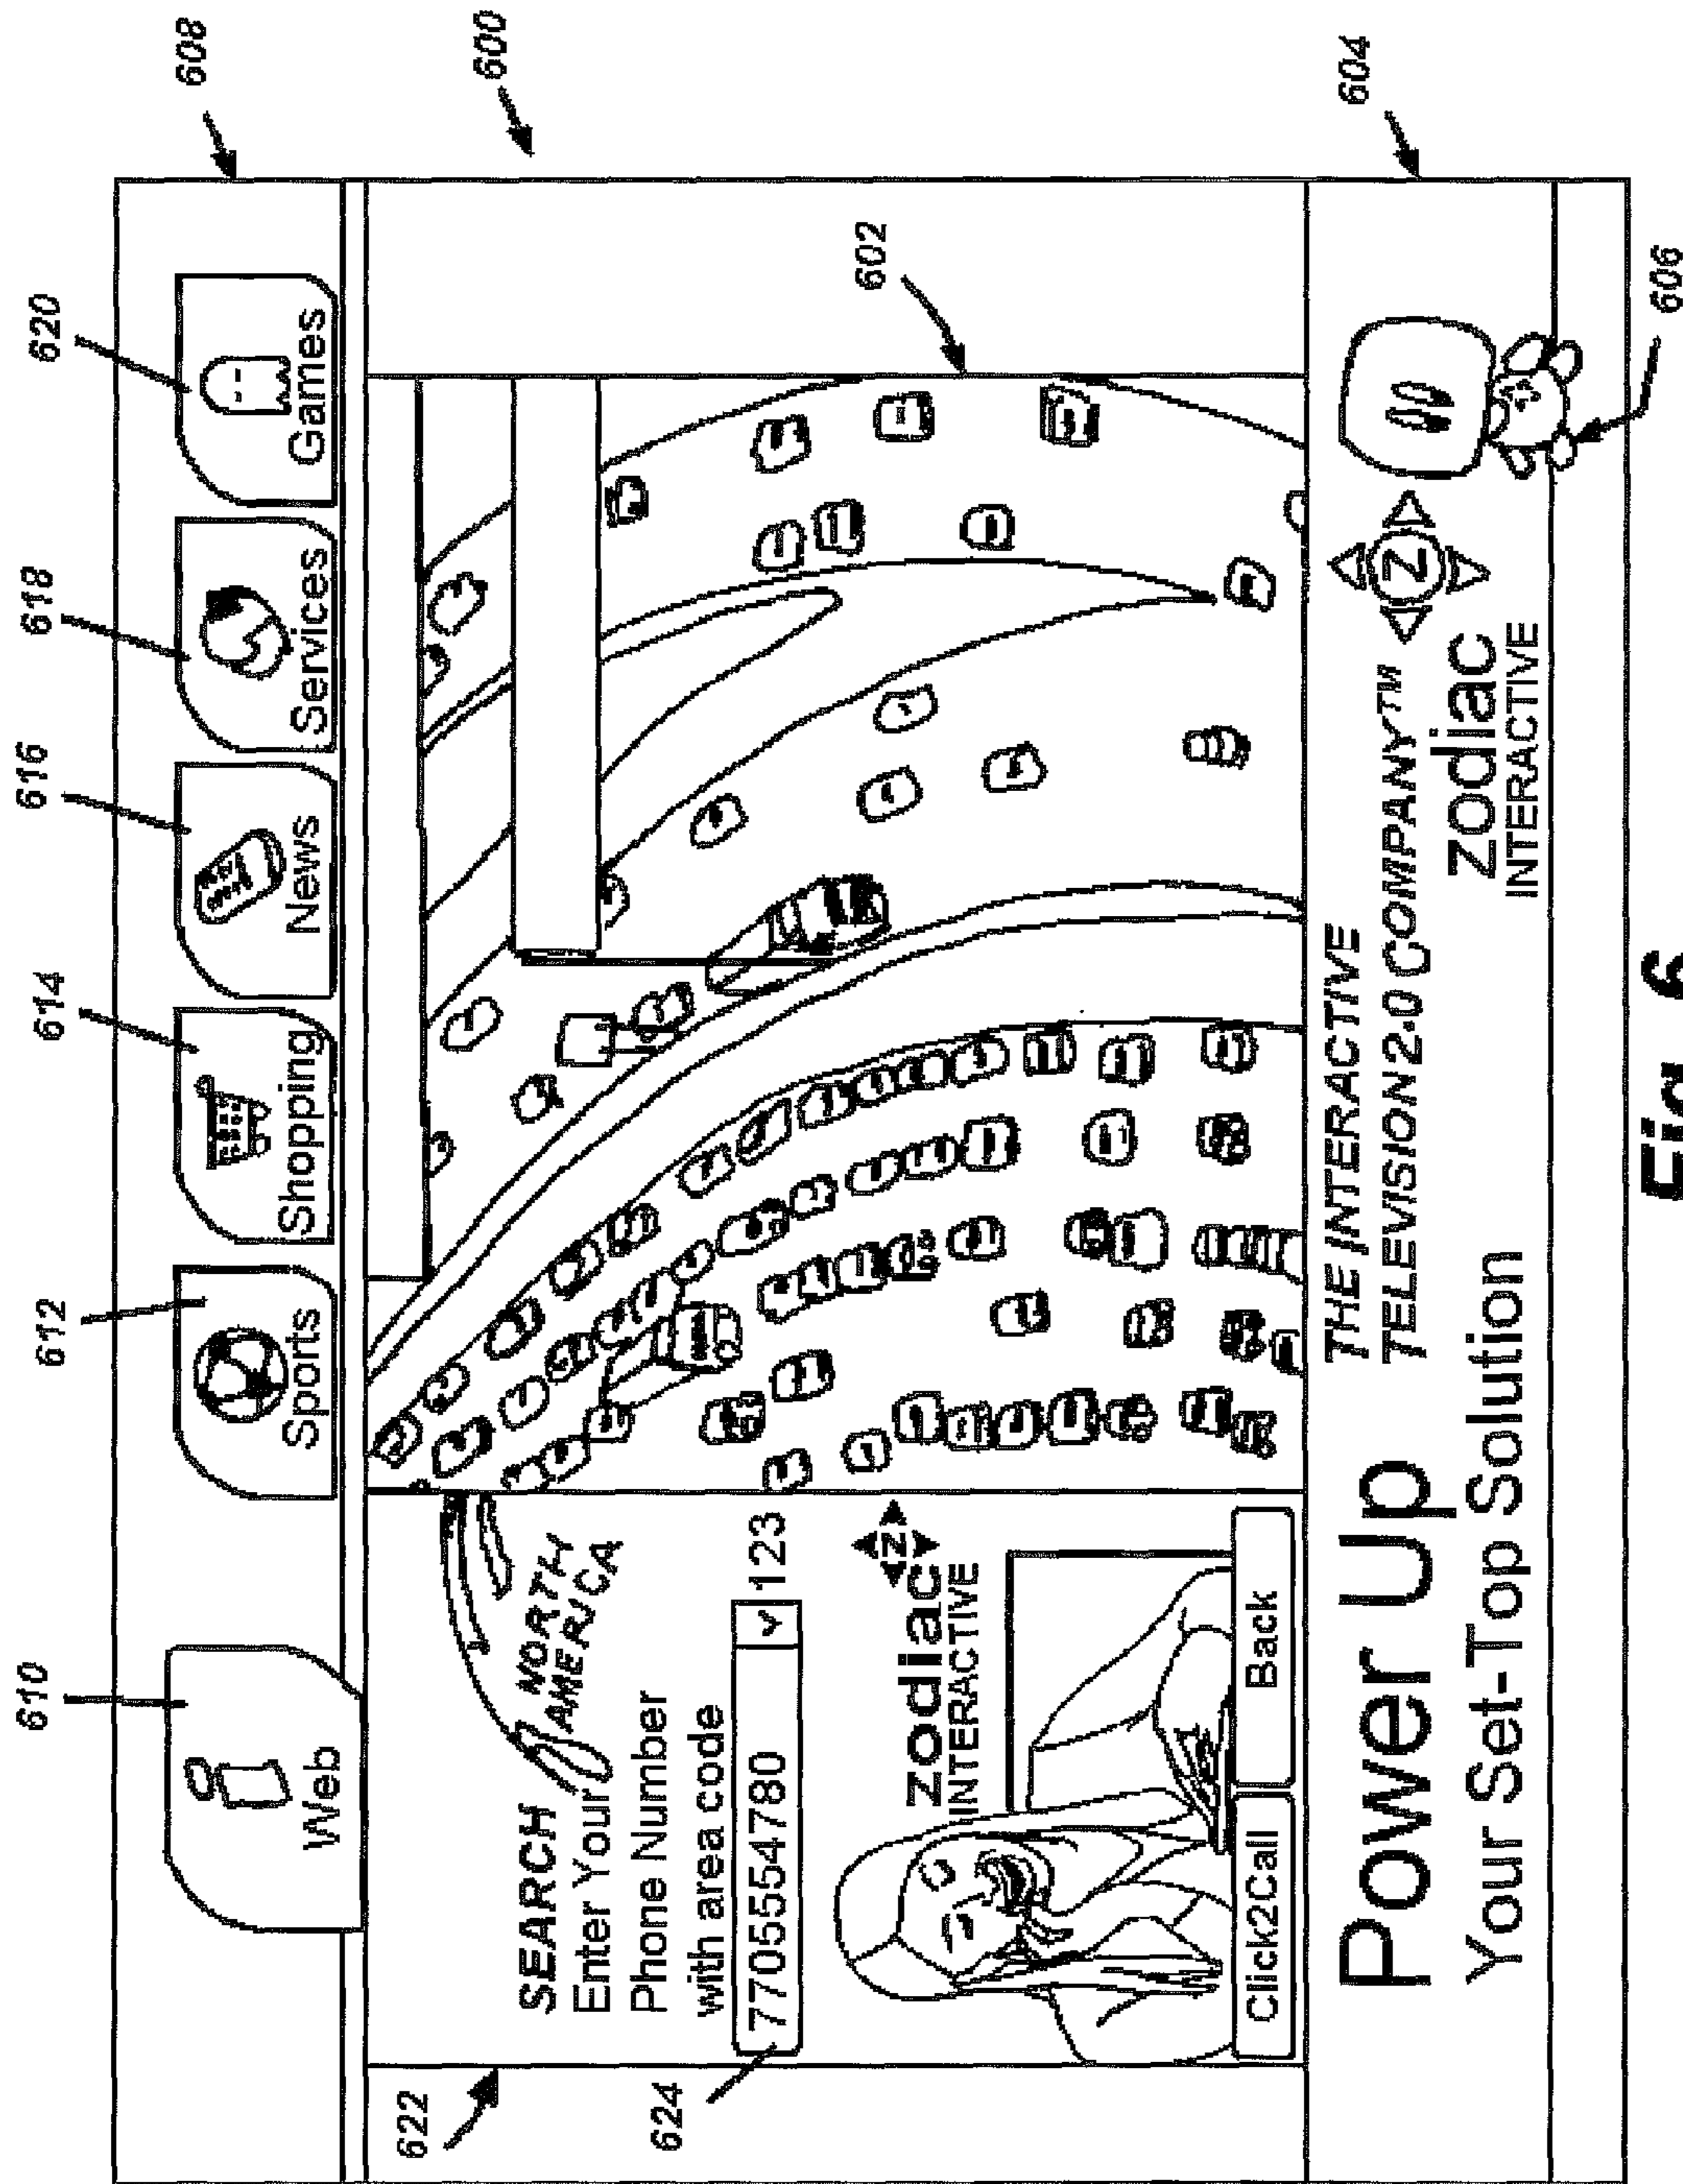 610
612
614
616
618
620
608
Web
Sports
Shopping
News
Services
Games
600
622
SEARCH
NORTH
AMERICA
Enter Your
Phone Number
with area code
7705554780
123
624
602
zodiac
Z
INTERACTIVE
Click2Call
Back
Power Up
Your Set-Top Solution
THE INTERACTIVE
TELEVISION 2.0 COMPANY™
Z
zodiac
INTERACTIVE
604
606
Fig. 6